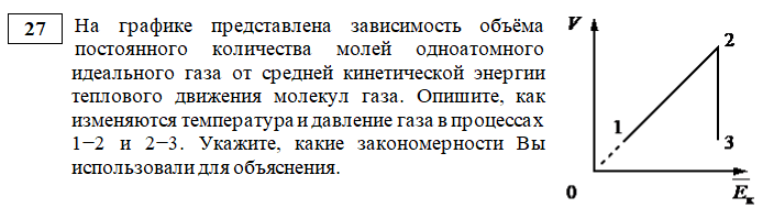 27
На графике представлена зависимость объёма
постоянного количества молей одноатомного
идеального газа от средней кинетической энергии
теплового движения молекул газа. Опишите, как
изменяются температура и давление газа в процессах
1−2 и 2−3. Укажите, какие закономерности Вы
использовали для объяснения.
V
2
1
3
0
Eк